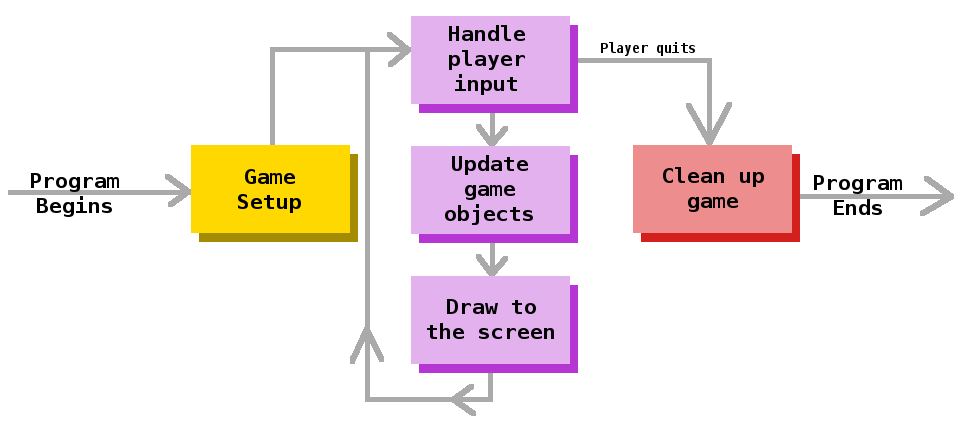 Program
Begins
Game
Setup
Handle
player
input
Update
game
objects
Draw to
the screen
Player quits
Clean up
game
Program
Ends